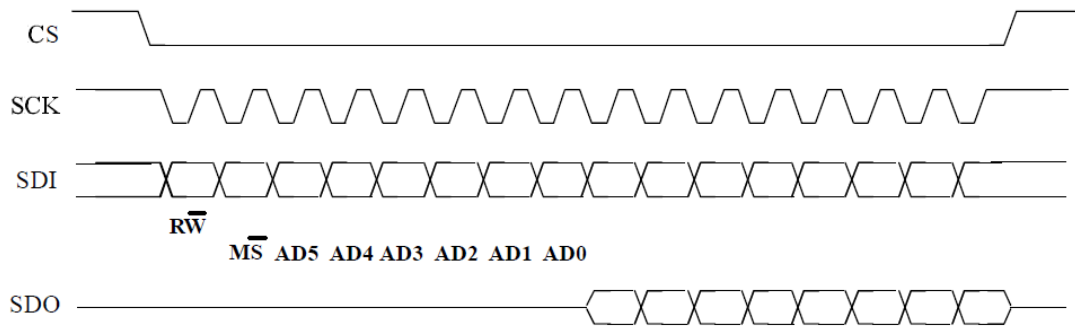 CS
SCK
SDI
RW̅
MS̅ AD5 AD4 AD3 AD2 AD1 AD0
SDO